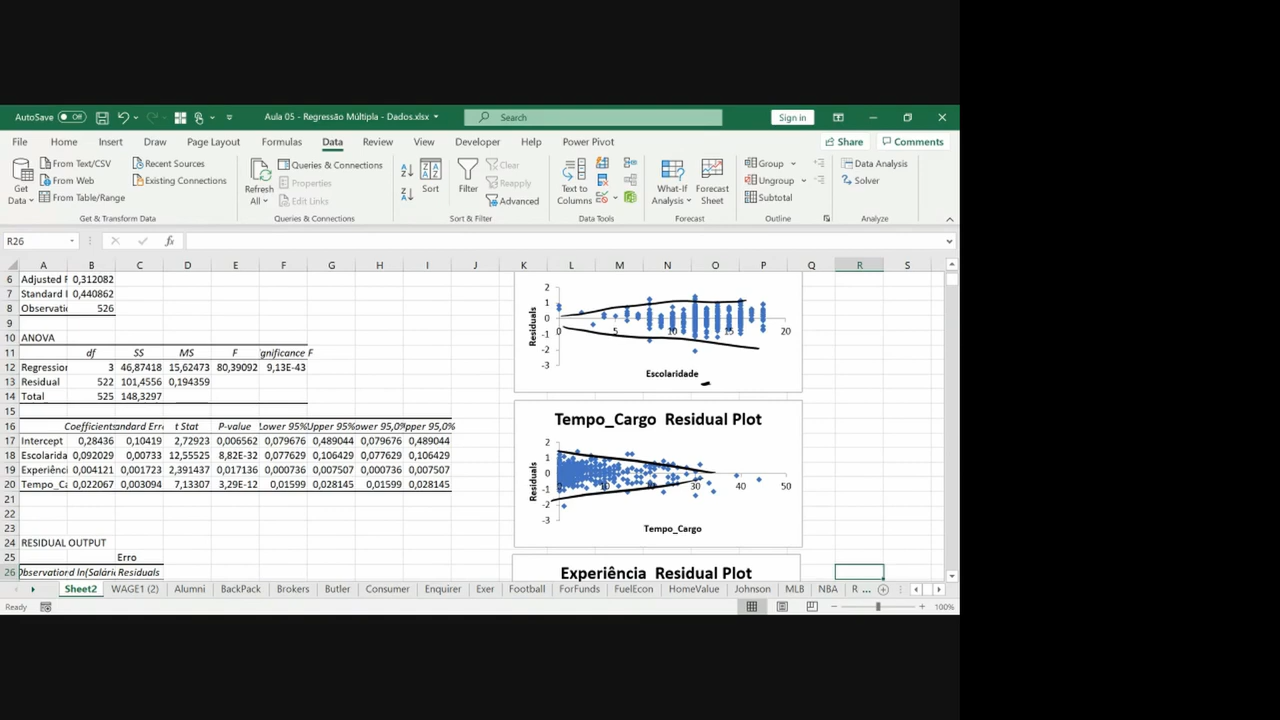 AutoSave Off Aula 05 - Regressão Múltipla - Dados.xlsx Search Sign in
File Home Insert Draw Page Layout Formulas Data Review View Developer Help Power Pivot Share Comments
Get Data From Text/CSV From Web From Table/Range Recent Sources Existing Connections
Refresh All Queries & Connections Properties Edit Links
Sort Filter Clear Reapply Advanced
Text to Columns What-If Analysis Forecast Sheet
Group Ungroup Subtotal Data Analysis Solver
Get & Transform Data Queries & Connections Sort & Filter Data Tools Forecast Outline Analyze
R26 fx
A B C D E F G H I J K L M N O P Q R S
6 Adjusted F 0,312082
7 Standard I 0,440862
8 Observatio 526
9
10 ANOVA
11 df SS MS F gnificance F
12 Regression 3 46,87418 15,62473 80,39092 9,13E-43
13 Residual 522 101,4556 0,194359
14 Total 525 148,3297
15
16 Coefficients andard Erro t Stat P-value Lower 95% Upper 95% ower 95,0% pper 95,0%
17 Intercept 0,28436 0,10419 2,72923 0,006562 0,079676 0,489044 0,079676 0,489044
18 Escolarida 0,092029 0,00733 12,55525 8,82E-32 0,077629 0,106429 0,077629 0,106429
19 Experiênci 0,004121 0,001723 2,391437 0,017136 0,000736 0,007507 0,000736 0,007507
20 Tempo_Ca 0,022067 0,003094 7,13307 3,29E-12 0,01599 0,028145 0,01599 0,028145
21
22
23
24 RESIDUAL OUTPUT
25 Erro
26 Observation d ln(Salári Residuals
2
1
0
-1
-2
-3
0 5 10 15 20
Residuals
Escolaridade
Tempo_Cargo Residual Plot
2
1
0
-1
-2
-3
0 10 20 30 40 50
Residuals
Tempo_Cargo
Experiência Residual Plot
Sheet2 WAGE1 (2) Alumni BackPack Brokers Butler Consumer Enquirer Exer Football ForFunds FuelEcon HomeValue Johnson MLB NBA R ...
Ready 100%